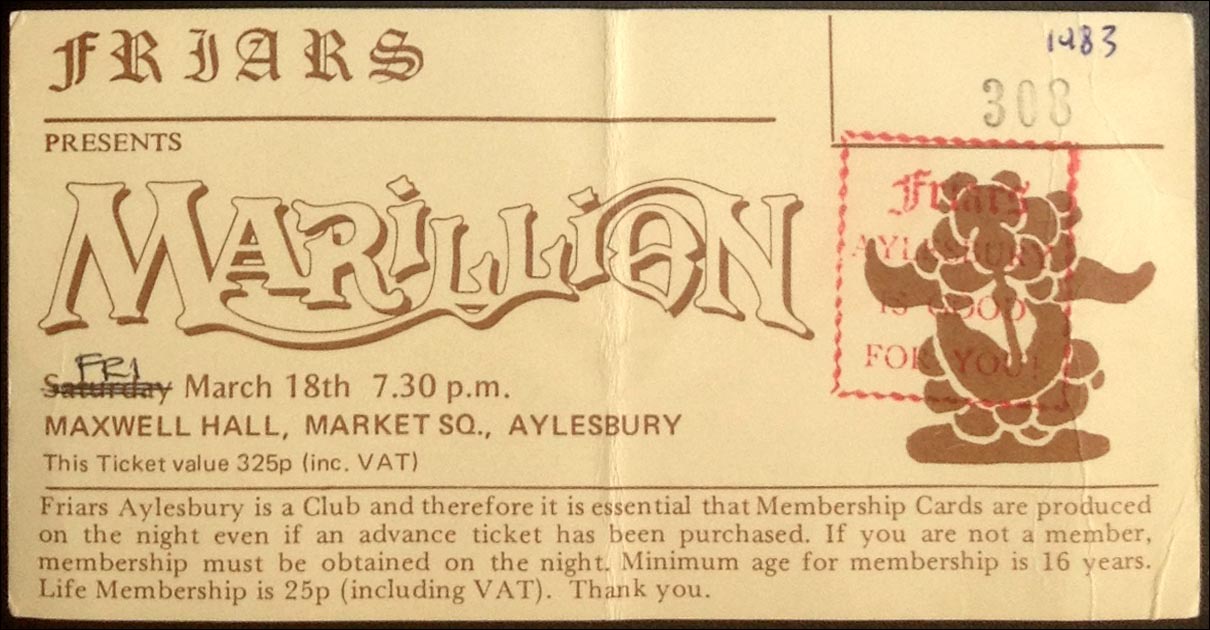 FRIARS
1983
308
PRESENTS
MARILLION
Friars
AYLESBURY
IS GOOD
FOR YOU!
FRI
Saturday March 18th 7.30 p.m.
MAXWELL HALL, MARKET SQ., AYLESBURY
This Ticket value 325p (inc. VAT)
Friars Aylesbury is a Club and therefore it is essential that Membership Cards are produced
on the night even if an advance ticket has been purchased. If you are not a member,
membership must be obtained on the night. Minimum age for membership is 16 years.
Life Membership is 25p (including VAT). Thank you.